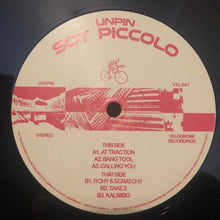 UNPIN
SOY PICCOLO
33RPM
VEL001
STEREO
VELODROME
RECORDINGS
THIS SIDE
A1. AT TRACTION
A2. BANG TOOL
A3. CALLING YOU
THAT SIDE
B1. ITCHY & SCRATCHY
B2. TAKE 2
B3. KALIMBO